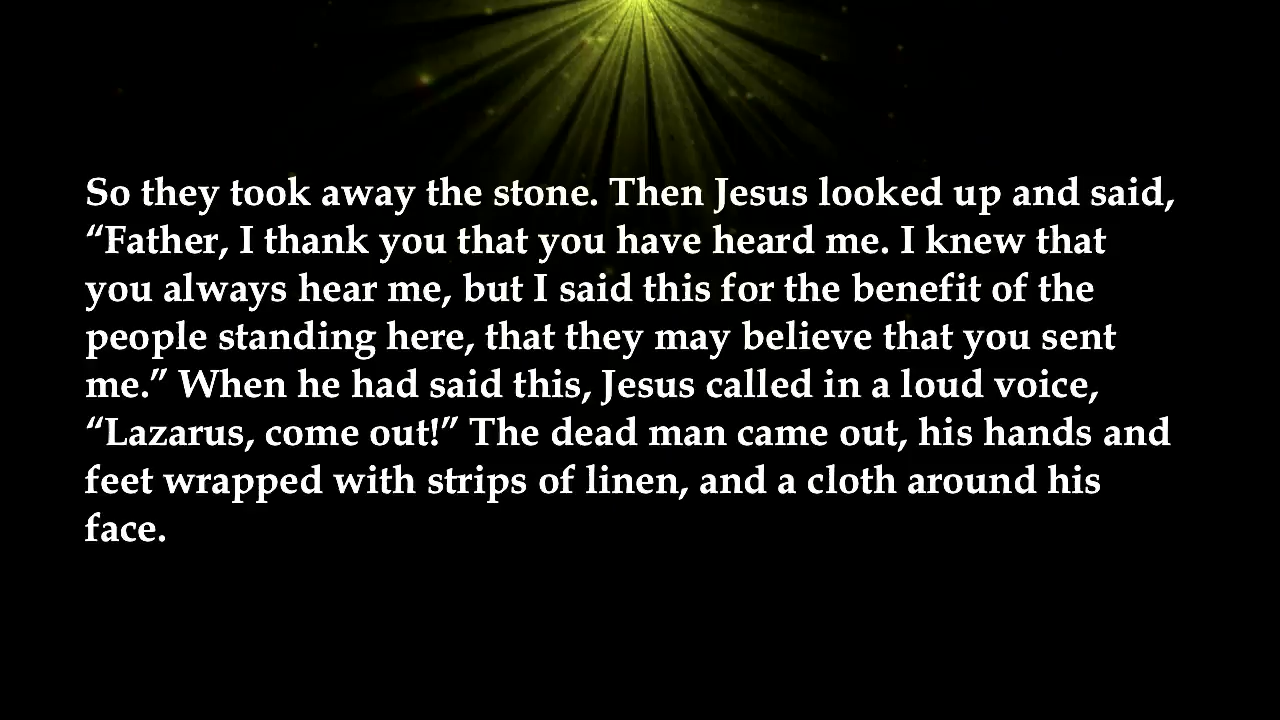 So they took away the stone. Then Jesus looked up and said,
“Father, I thank you that you have heard me. I knew that
you always hear me, but I said this for the benefit of the
people standing here, that they may believe that you sent
me.” When he had said this, Jesus called in a loud voice,
“Lazarus, come out!” The dead man came out, his hands and
feet wrapped with strips of linen, and a cloth around his
face.